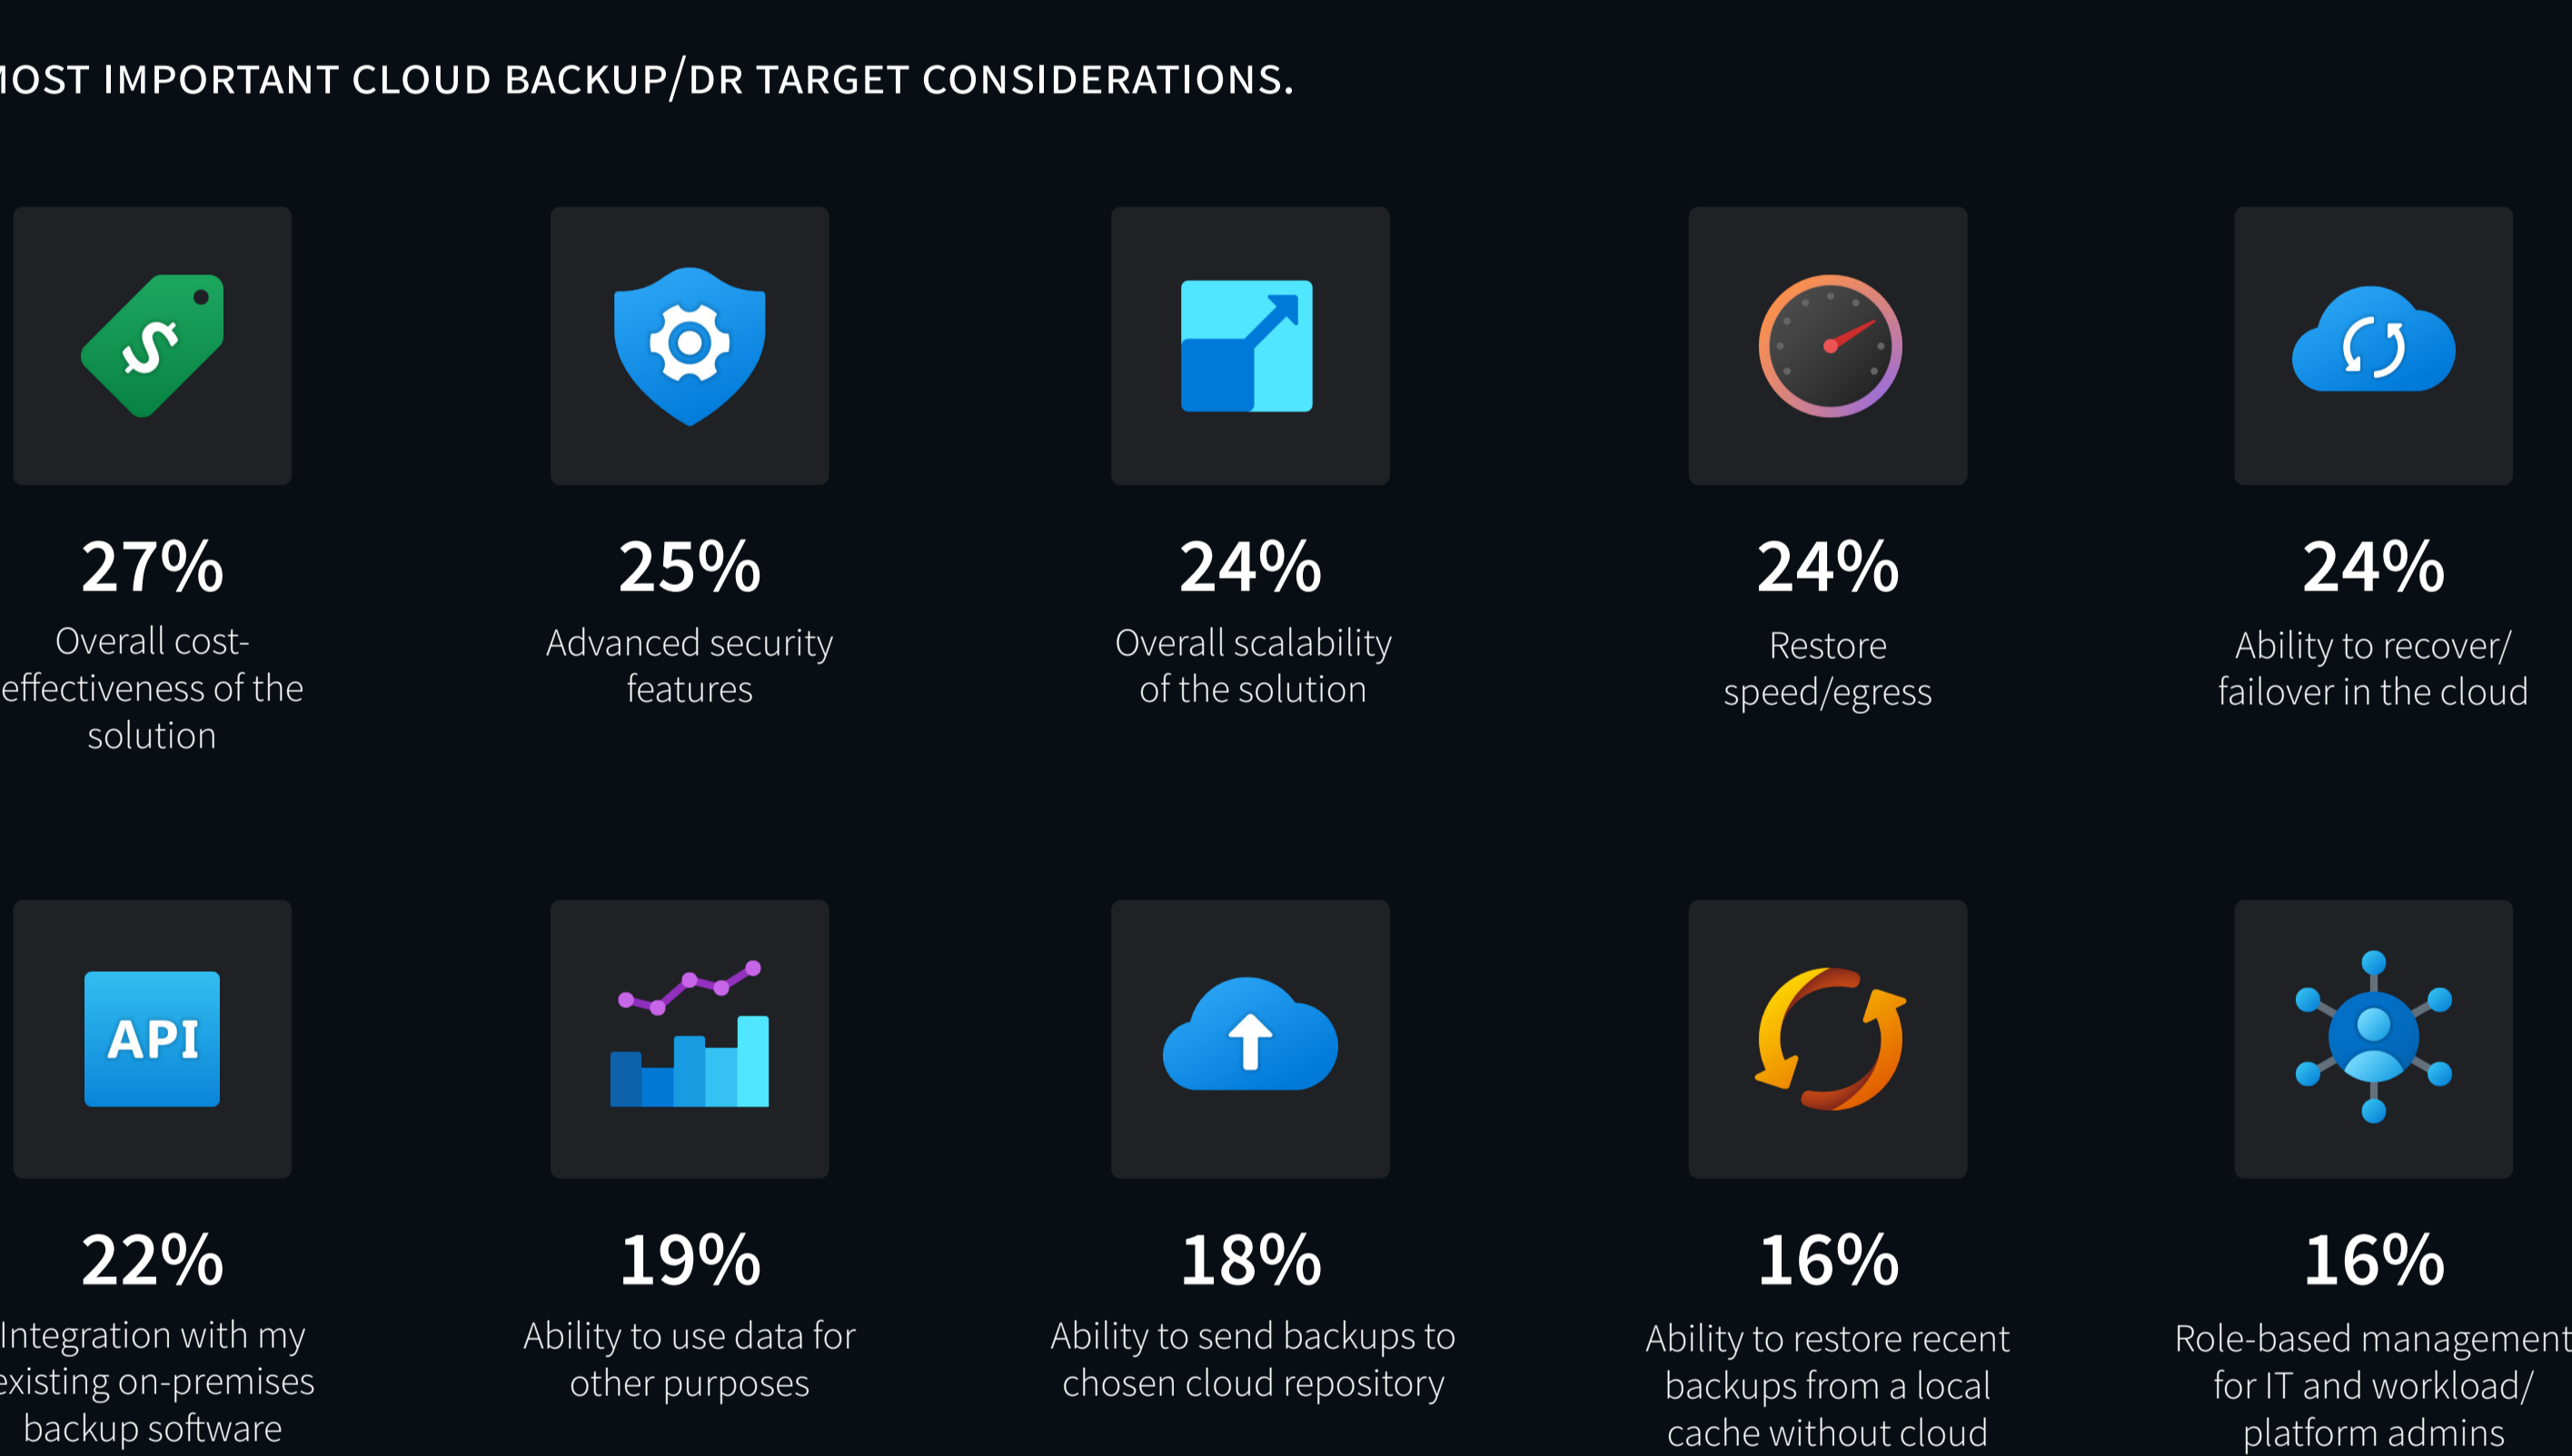 MOST IMPORTANT CLOUD BACKUP/DR TARGET CONSIDERATIONS.
$
27%
Overall cost-
effectiveness of the
solution
25%
Advanced security
features
24%
Overall scalability
of the solution
24%
Restore
speed/egress
24%
Ability to recover/
failover in the cloud
API
22%
Integration with my
existing on-premises
backup software
19%
Ability to use data for
other purposes
18%
Ability to send backups to
chosen cloud repository
16%
Ability to restore recent
backups from a local
cache without cloud
16%
Role-based management
for IT and workload/
platform admins